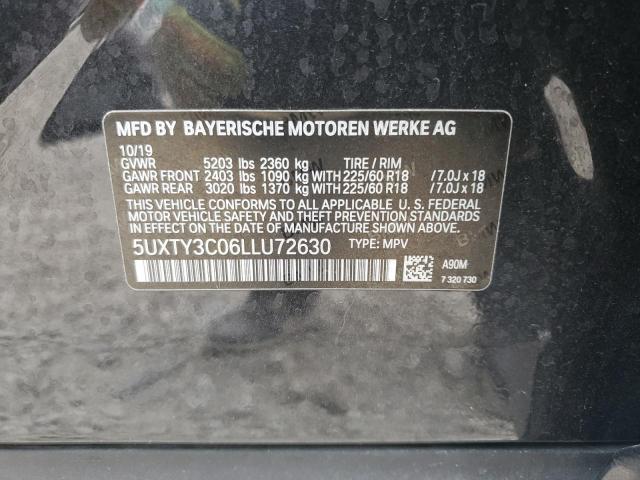 MFD BY BAYERISCHE MOTOREN WERKE AG
10/19
GVWR 5203 lbs 2360 kg TIRE / RIM
GAWR FRONT 2403 lbs 1090 kg WITH 225/60 R18 / 7.0J x 18
GAWR REAR 3020 lbs 1370 kg WITH 225/60 R18 / 7.0J x 18
THIS VEHICLE CONFORMS TO ALL APPLICABLE U. S. FEDERAL
MOTOR VEHICLE SAFETY AND THEFT PREVENTION STANDARDS
IN EFFECT ON THE DATE OF MANUFACTURE SHOWN ABOVE.
5UXTY3C06LLU72630 TYPE: MPV
A90M
7 320 730